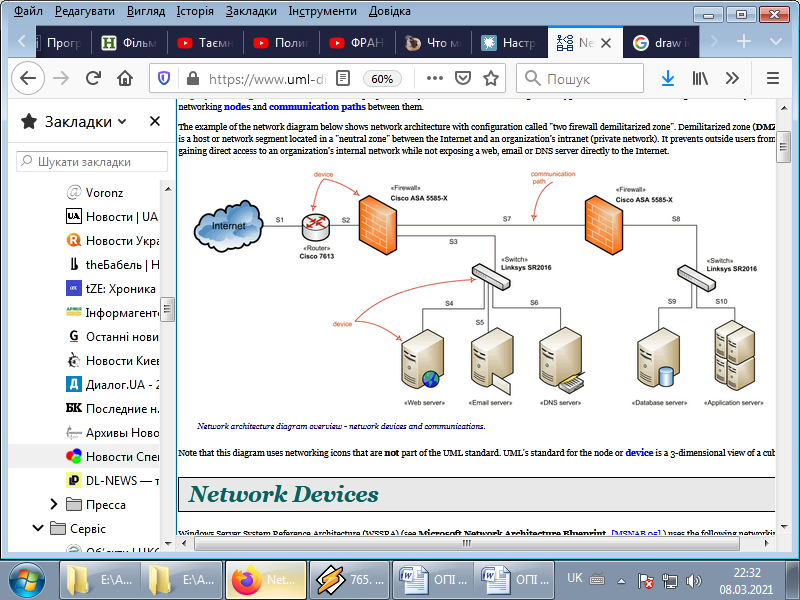 Файл Редагувати Вигляд Історія Закладки Інструменти Довідка
Прогр Фільм Таємн Поли ФРАН Что м Настр Ne draw i
https://www.uml-di 60% Пошук
Закладки
Шукати закладки
Voronz
Новости | UA
Новости Укра
theБабель | Н
tZE: Хроника
Інформагент
Останні нови
Новости Киев
Диалог.UA - 2
Последние н
Архивы Ново
Новости Спе
DL-NEWS — т
Пресса
Сервіс
networking nodes and communication paths between them.
The example of the network diagram below shows network architecture with configuration called "two firewall demilitarized zone". Demilitarized zone (DMZ
is a host or network segment located in a "neutral zone" between the Internet and an organization's intranet (private network). It prevents outside users from
gaining direct access to an organization's internal network while not exposing a web, email or DNS server directly to the Internet.
device
communication
path
«Firewall»
Cisco ASA 5585-X
«Firewall»
Cisco ASA 5585-X
Internet
S1
S2
S7
S8
S3
«Router»
Cisco 7613
«Switch»
Linksys SR2016
«Switch»
Linksys SR2016
S4
S5
S6
S9
S10
device
«Web server»
«Email server»
«DNS server»
«Database server»
«Application server»
Network architecture diagram overview - network devices and communications.
Note that this diagram uses networking icons that are not part of the UML standard. UML's standard for the node or device is a 3-dimensional view of a cub
Network Devices
Windows Server System Reference Architecture (WSSRA) (see Microsoft Network Architecture Blueprint, [MSNAB 05] ) uses the following networkin
E:\A... E:\A... Net... 765. ... ОПІ ... ОПІ ... UK 22:32
08.03.2021